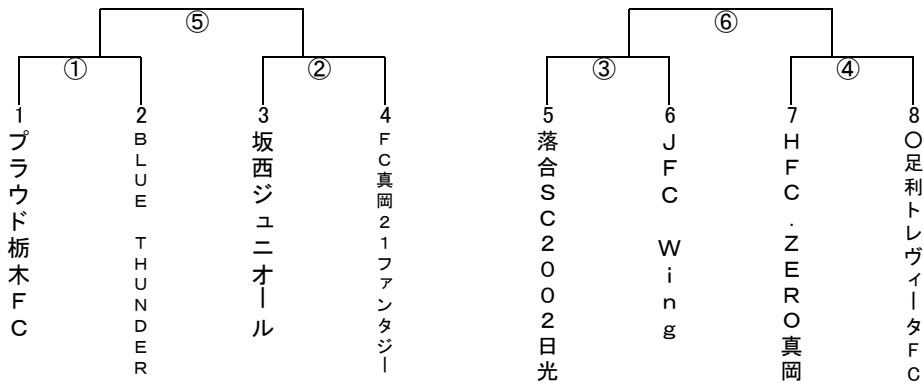 ⑤ ⑥
① ② ③ ④
1 2 3 4 5 6 7 8
プラウド栃木FC
BLUE THUNDER
坂西ジュニオール
FC真岡21ファンタジー
落合SC2002日光
JFC Wing
HFC.ZERO真岡
〇足利トレヴィータFC